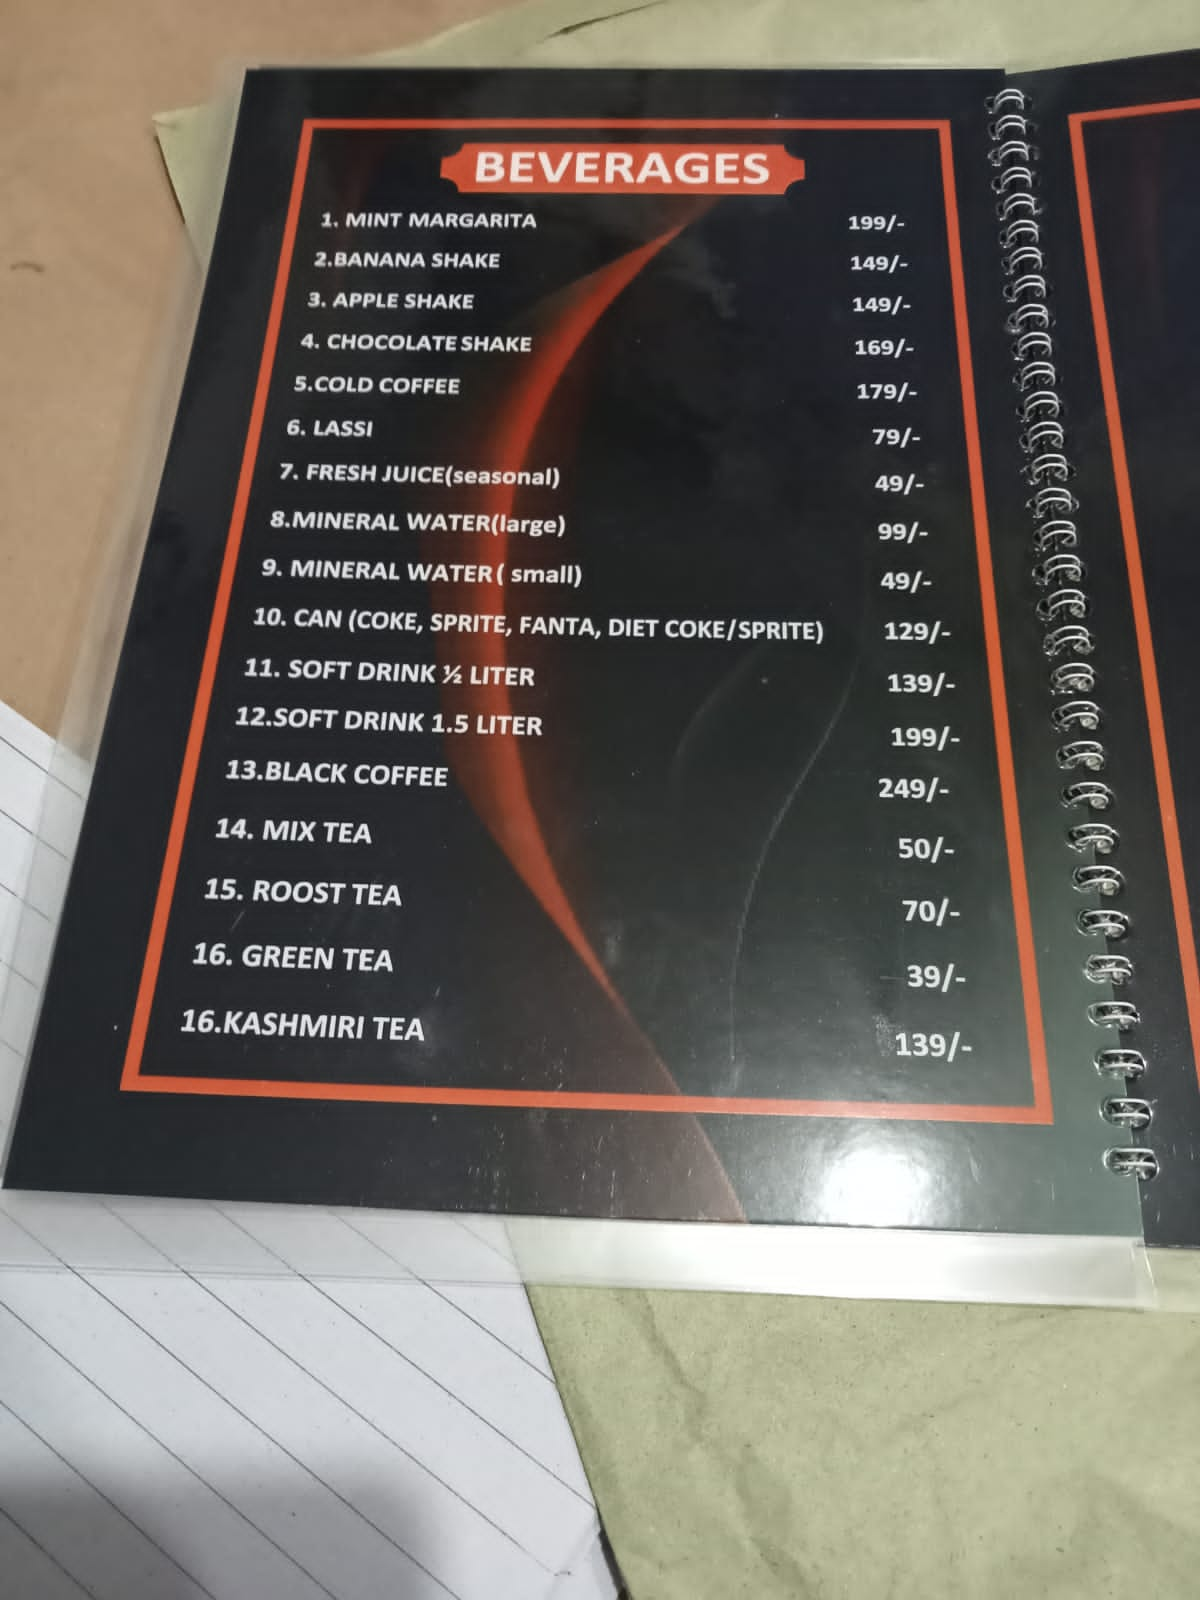 BEVERAGES
1. MINT MARGARITA 199/-
2.BANANA SHAKE 149/-
3. APPLE SHAKE 149/-
4. CHOCOLATE SHAKE 169/-
5.COLD COFFEE 179/-
6. LASSI 79/-
7. FRESH JUICE(seasonal) 49/-
8.MINERAL WATER(large) 99/-
9. MINERAL WATER( small) 49/-
10. CAN (COKE, SPRITE, FANTA, DIET COKE/SPRITE) 129/-
11. SOFT DRINK ½ LITER 139/-
12.SOFT DRINK 1.5 LITER 199/-
13.BLACK COFFEE 249/-
14. MIX TEA 50/-
15. ROOST TEA 70/-
16. GREEN TEA 39/-
16.KASHMIRI TEA 139/-